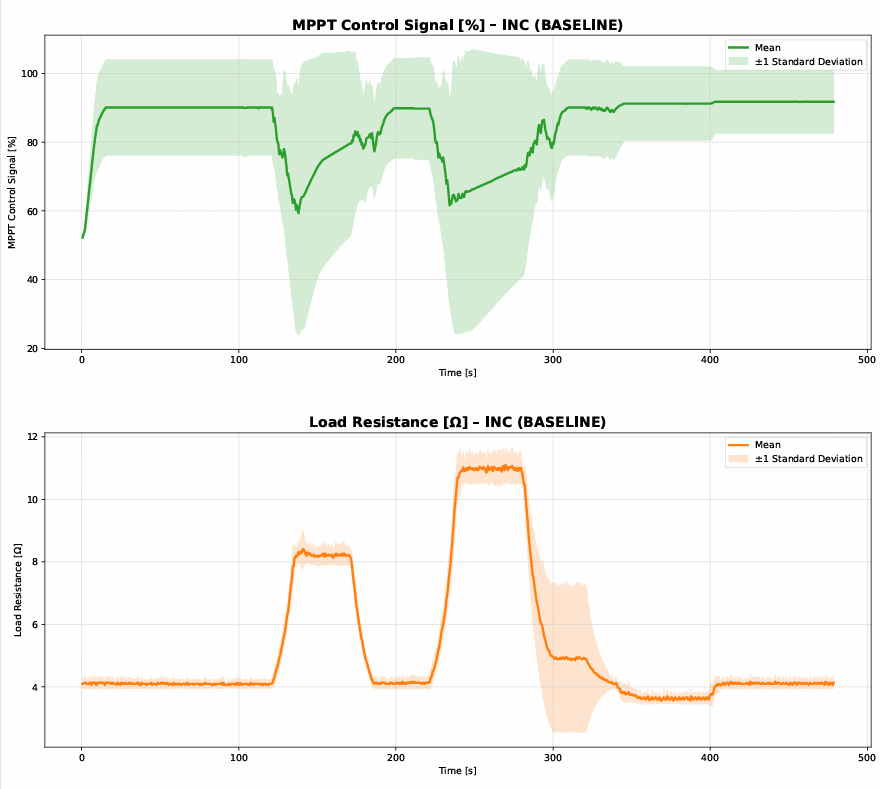 MPPT Control Signal [%] – INC (BASELINE)
Mean
±1 Standard Deviation
MPPT Control Signal [%]
100
80
60
40
20
0
100
200
300
400
500
Time [s]
Load Resistance [Ω] – INC (BASELINE)
Mean
±1 Standard Deviation
Load Resistance [Ω]
12
10
8
6
4
0
100
200
300
400
500
Time [s]